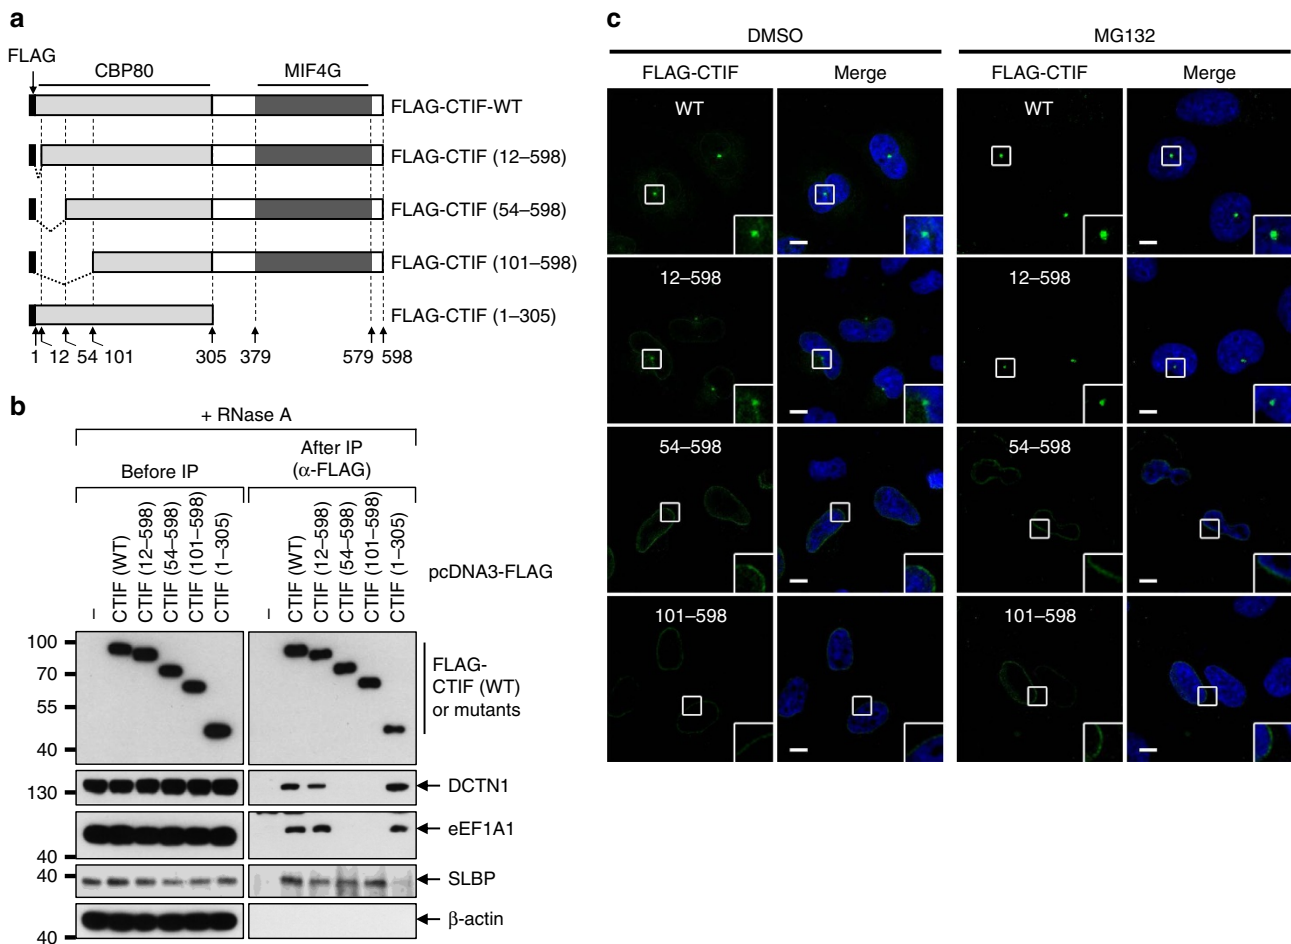 a
FLAG
CBP80
MIF4G
FLAG-CTIF-WT
FLAG-CTIF (12–598)
FLAG-CTIF (54–598)
FLAG-CTIF (101–598)
FLAG-CTIF (1–305)
1 12 54 101 305 379 579 598
b
+ RNase A
Before IP
After IP
(α-FLAG)
– CTIF (WT) CTIF (12–598) CTIF (54–598) CTIF (101–598) CTIF (1–305) – CTIF (WT) CTIF (12–598) CTIF (54–598) CTIF (101–598) CTIF (1–305)
pcDNA3-FLAG
100
70
55
40
FLAG-
CTIF (WT)
or mutants
130
DCTN1
eEF1A1
40
40
SLBP
β-actin
40
c
DMSO
MG132
FLAG-CTIF Merge FLAG-CTIF Merge
WT WT
12–598 12–598
54–598 54–598
101–598 101–598